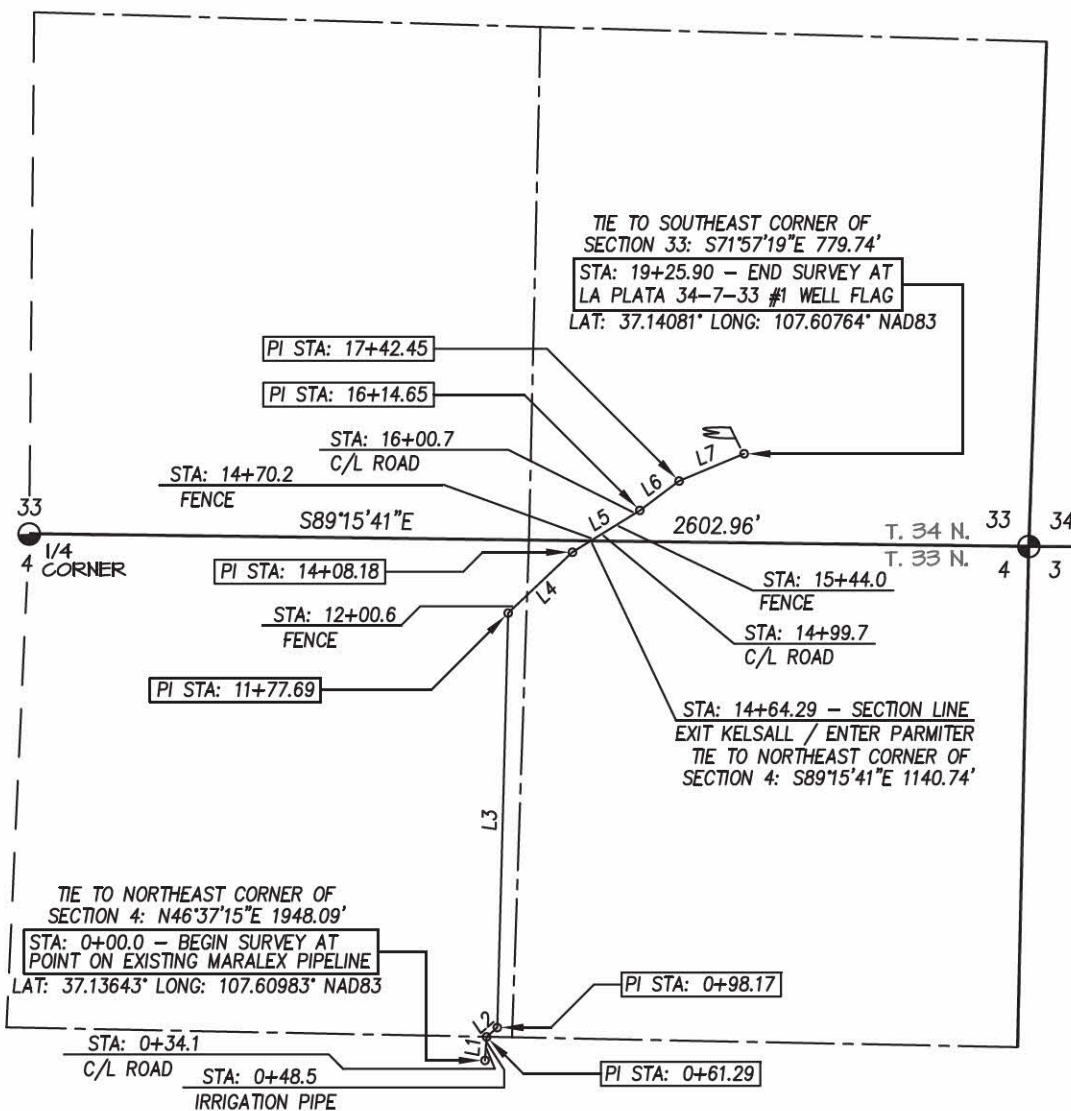 TIE TO SOUTHEAST CORNER OF
SECTION 33: S71°57'19"E 779.74'
STA: 19+25.90 – END SURVEY AT
LA PLATA 34-7-33 #1 WELL FLAG
LAT: 37.14081° LONG: 107.60764° NAD83
PI STA: 17+42.45
PI STA: 16+14.65
STA: 16+00.7
C/L ROAD
STA: 14+70.2
FENCE
L7
L6
L5
33
S89°15'41"E
2602.96'
T. 34 N.
33
34
4
1/4
CORNER
T. 33 N.
4
3
PI STA: 14+08.18
L4
STA: 15+44.0
FENCE
STA: 12+00.6
FENCE
STA: 14+99.7
C/L ROAD
PI STA: 11+77.69
STA: 14+64.29 – SECTION LINE
EXIT KELSALL / ENTER PARMITER
TIE TO NORTHEAST CORNER OF
SECTION 4: S89°15'41"E 1140.74'
L3
TIE TO NORTHEAST CORNER OF
SECTION 4: N46°37'15"E 1948.09'
STA: 0+00.0 – BEGIN SURVEY AT
POINT ON EXISTING MARALEX PIPELINE
LAT: 37.13643° LONG: 107.60983° NAD83
PI STA: 0+98.17
L2
L1
STA: 0+34.1
C/L ROAD
STA: 0+48.5
IRRIGATION PIPE
PI STA: 0+61.29